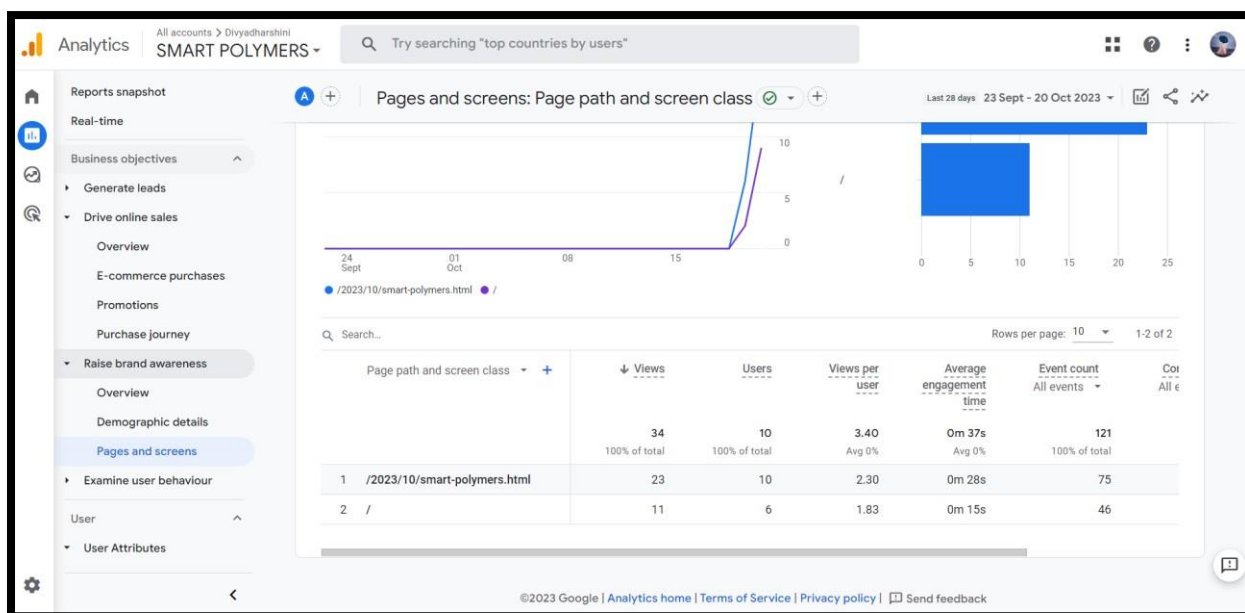 Analytics
All accounts > Divyadharshini
SMART POLYMERS
Try searching "top countries by users"
Reports snapshot
Real-time
Business objectives
Generate leads
Drive online sales
Overview
E-commerce purchases
Promotions
Purchase journey
Raise brand awareness
Overview
Demographic details
Pages and screens
Examine user behaviour
User
User Attributes
A
Pages and screens: Page path and screen class
Last 28 days 23 Sept - 20 Oct 2023
10
5
0
24
Sept
01
Oct
08
15
/2023/10/smart-polymers.html /
/
0 5 10 15 20 25
Search...
Rows per page: 10 1-2 of 2
Page path and screen class + Views Users Views per user Average engagement time Event count Cor
All events All e
34 10 3.40 0m 37s 121
100% of total 100% of total Avg 0% Avg 0% 100% of total
1 /2023/10/smart-polymers.html 23 10 2.30 0m 28s 75
2 / 11 6 1.83 0m 15s 46
©2023 Google | Analytics home | Terms of Service | Privacy policy | Send feedback